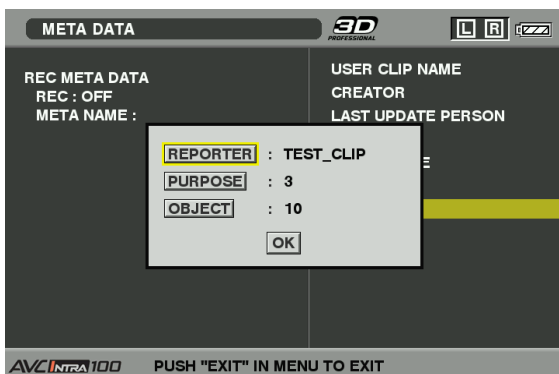 META DATA
3D
PROFESSIONAL
L R
REC META DATA
REC : OFF
META NAME :
USER CLIP NAME
CREATOR
LAST UPDATE PERSON
E
REPORTER : TEST_CLIP
PURPOSE : 3
OBJECT : 10
OK
AVC INTRA 100 PUSH "EXIT" IN MENU TO EXIT